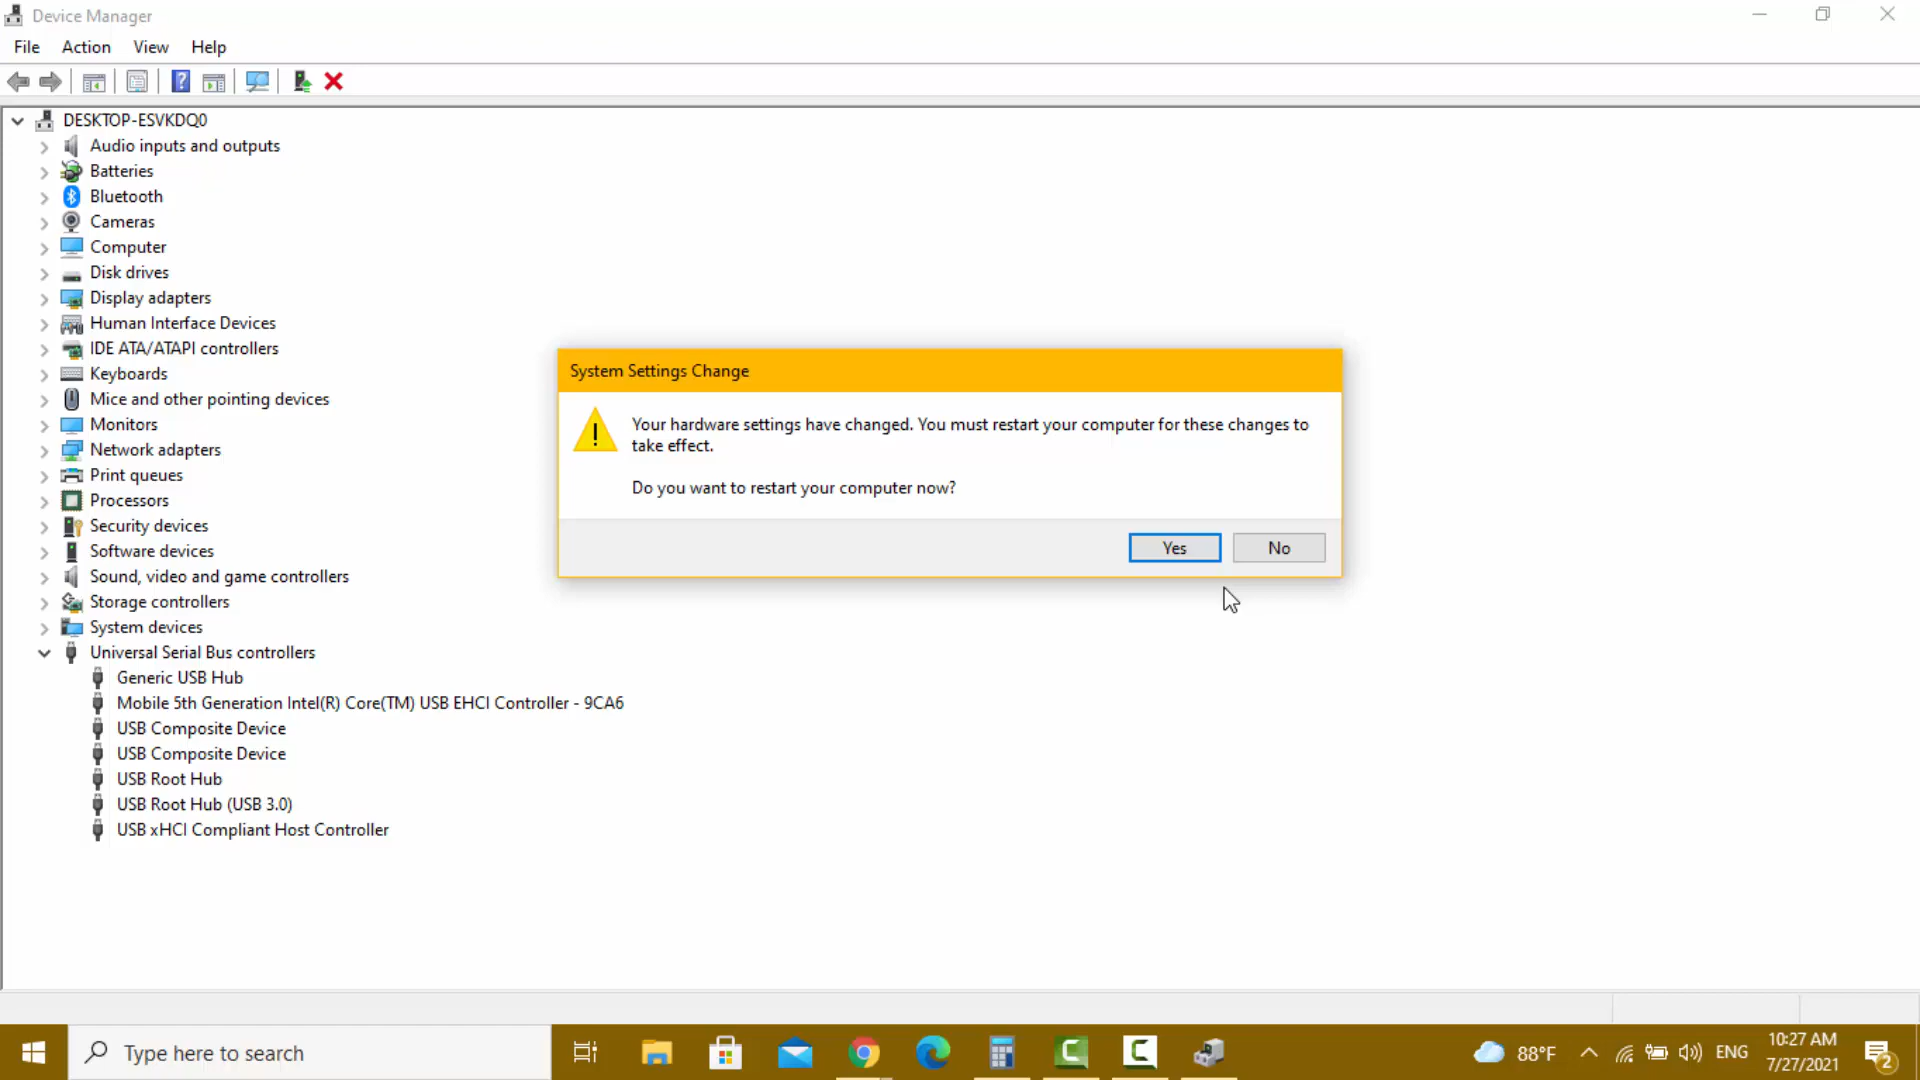 Device Manager
File Action View Help
DESKTOP-ESVKDQ0
Audio inputs and outputs
Batteries
Bluetooth
Cameras
Computer
Disk drives
Display adapters
Human Interface Devices
IDE ATA/ATAPI controllers
Keyboards
Mice and other pointing devices
Monitors
Network adapters
Print queues
Processors
Security devices
Software devices
Sound, video and game controllers
Storage controllers
System devices
Universal Serial Bus controllers
Generic USB Hub
Mobile 5th Generation Intel(R) Core(TM) USB EHCI Controller - 9CA6
USB Composite Device
USB Composite Device
USB Root Hub
USB Root Hub (USB 3.0)
USB xHCI Compliant Host Controller
System Settings Change
Your hardware settings have changed. You must restart your computer for these changes to
take effect.
Do you want to restart your computer now?
Yes No
Type here to search
88°F
ENG
10:27 AM
7/27/2021
2